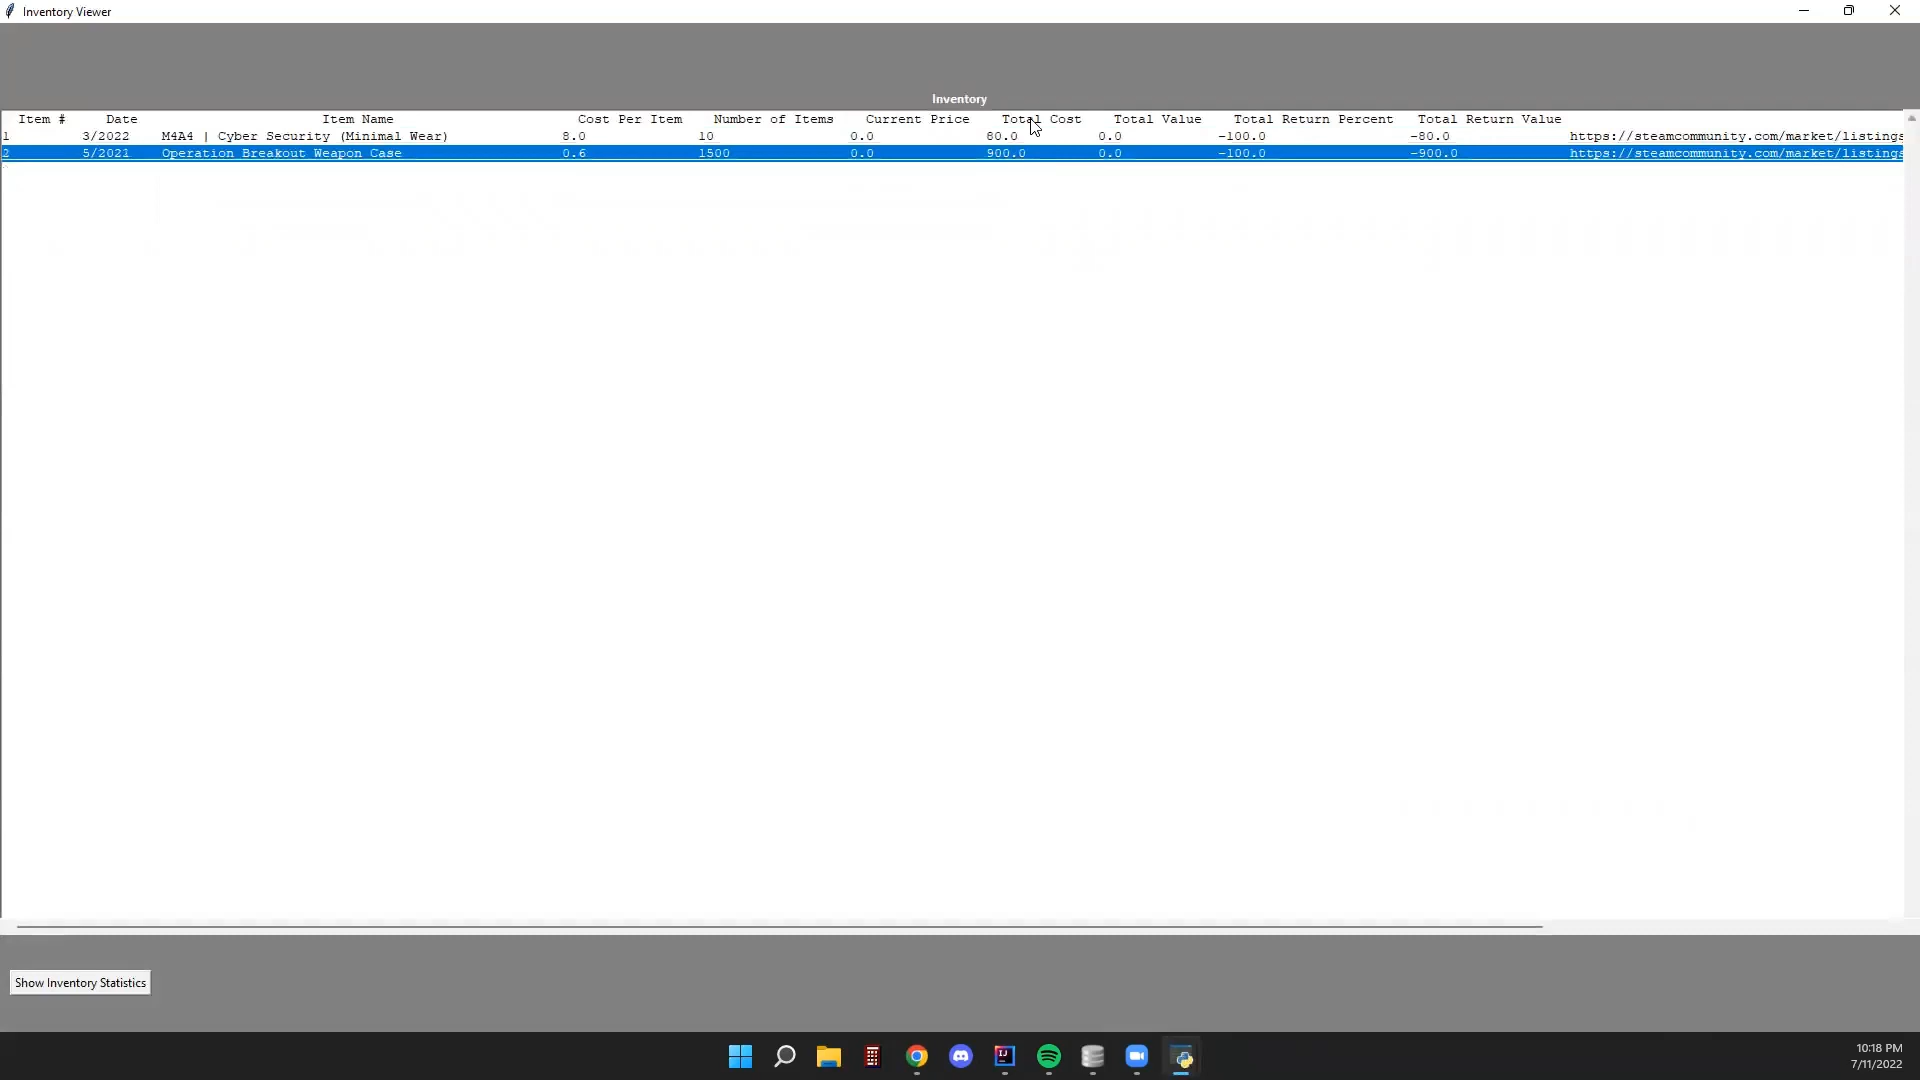 Inventory Viewer
Inventory
Item # Date Item Name Cost Per Item Number of Items Current Price Total Cost Total Value Total Return Percent Total Return Value
1 3/2022 M4A4 | Cyber Security (Minimal Wear) 8.0 10 0.0 80.0 0.0 -100.0 -80.0 https://steamcommunity.com/market/listings
2 5/2021 Operation Breakout Weapon Case 0.6 1500 0.0 900.0 0.0 -100.0 -900.0 https://steamcommunity.com/market/listings
Show Inventory Statistics
IJ
10:18 PM
7/11/2022